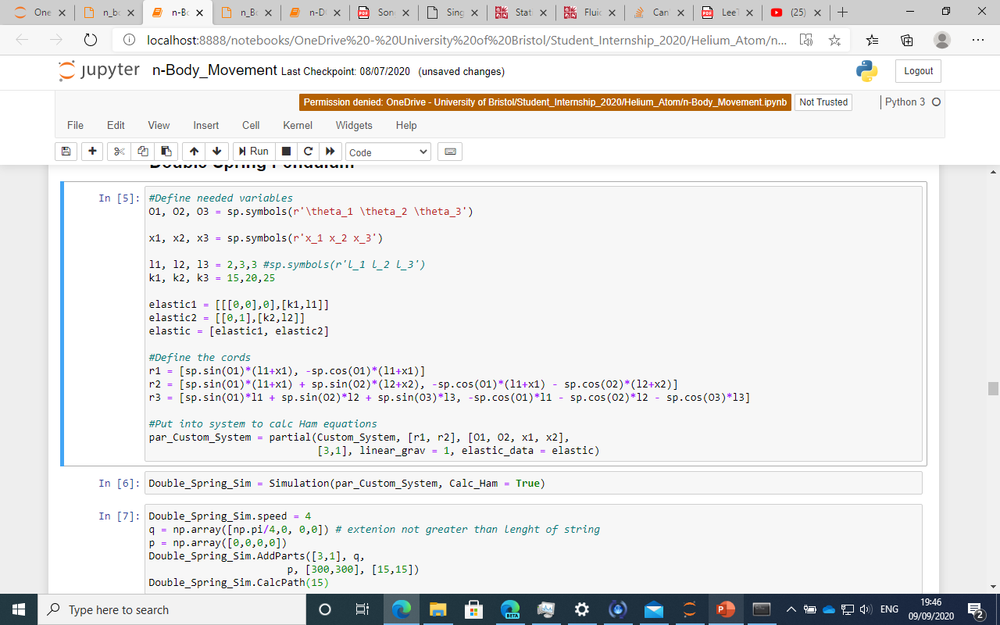 One
n_bo
n-Bo
n_Bo
n-D
Son
Sing
Stati
Fluid
Can
LeeT
(25)
localhost:8888/notebooks/OneDrive%20-%20University%20of%20Bristol/Student_Internship_2020/Helium_Atom/n...
jupyter n-Body_Movement Last Checkpoint: 08/07/2020 (unsaved changes)
Logout
Permission denied: OneDrive - University of Bristol/Student_Internship_2020/Helium_Atom/n-Body_Movement.ipynb
Not Trusted
Python 3
File Edit View Insert Cell Kernel Widgets Help
Run
Code
Double Spring Pendulum
In [5]:
#Define needed variables
O1, O2, O3 = sp.symbols(r'\theta_1 \theta_2 \theta_3')
x1, x2, x3 = sp.symbols(r'x_1 x_2 x_3')
l1, l2, l3 = 2,3,3 #sp.symbols(r'l_1 l_2 l_3')
k1, k2, k3 = 15,20,25
elastic1 = [[[0,0],0],[k1,l1]]
elastic2 = [[0,1],[k2,l2]]
elastic = [elastic1, elastic2]
#Define the cords
r1 = [sp.sin(O1)*(l1+x1), -sp.cos(O1)*(l1+x1)]
r2 = [sp.sin(O1)*(l1+x1) + sp.sin(O2)*(l2+x2), -sp.cos(O1)*(l1+x1) - sp.cos(O2)*(l2+x2)]
r3 = [sp.sin(O1)*l1 + sp.sin(O2)*l2 + sp.sin(O3)*l3, -sp.cos(O1)*l1 - sp.cos(O2)*l2 - sp.cos(O3)*l3]
#Put into system to calc Ham equations
par_Custom_System = partial(Custom_System, [r1, r2], [O1, O2, x1, x2],
[3,1], linear_grav = 1, elastic_data = elastic)
In [6]:
Double_Spring_Sim = Simulation(par_Custom_System, Calc_Ham = True)
In [7]:
Double_Spring_Sim.speed = 4
q = np.array([np.pi/4,0, 0,0]) # extenion not greater than lenght of string
p = np.array([0,0,0,0])
Double_Spring_Sim.AddParts([3,1], q,
p, [300,300], [15,15])
Double_Spring_Sim.CalcPath(15)
Type here to search
BETA
ENG
19:46
09/09/2020
2